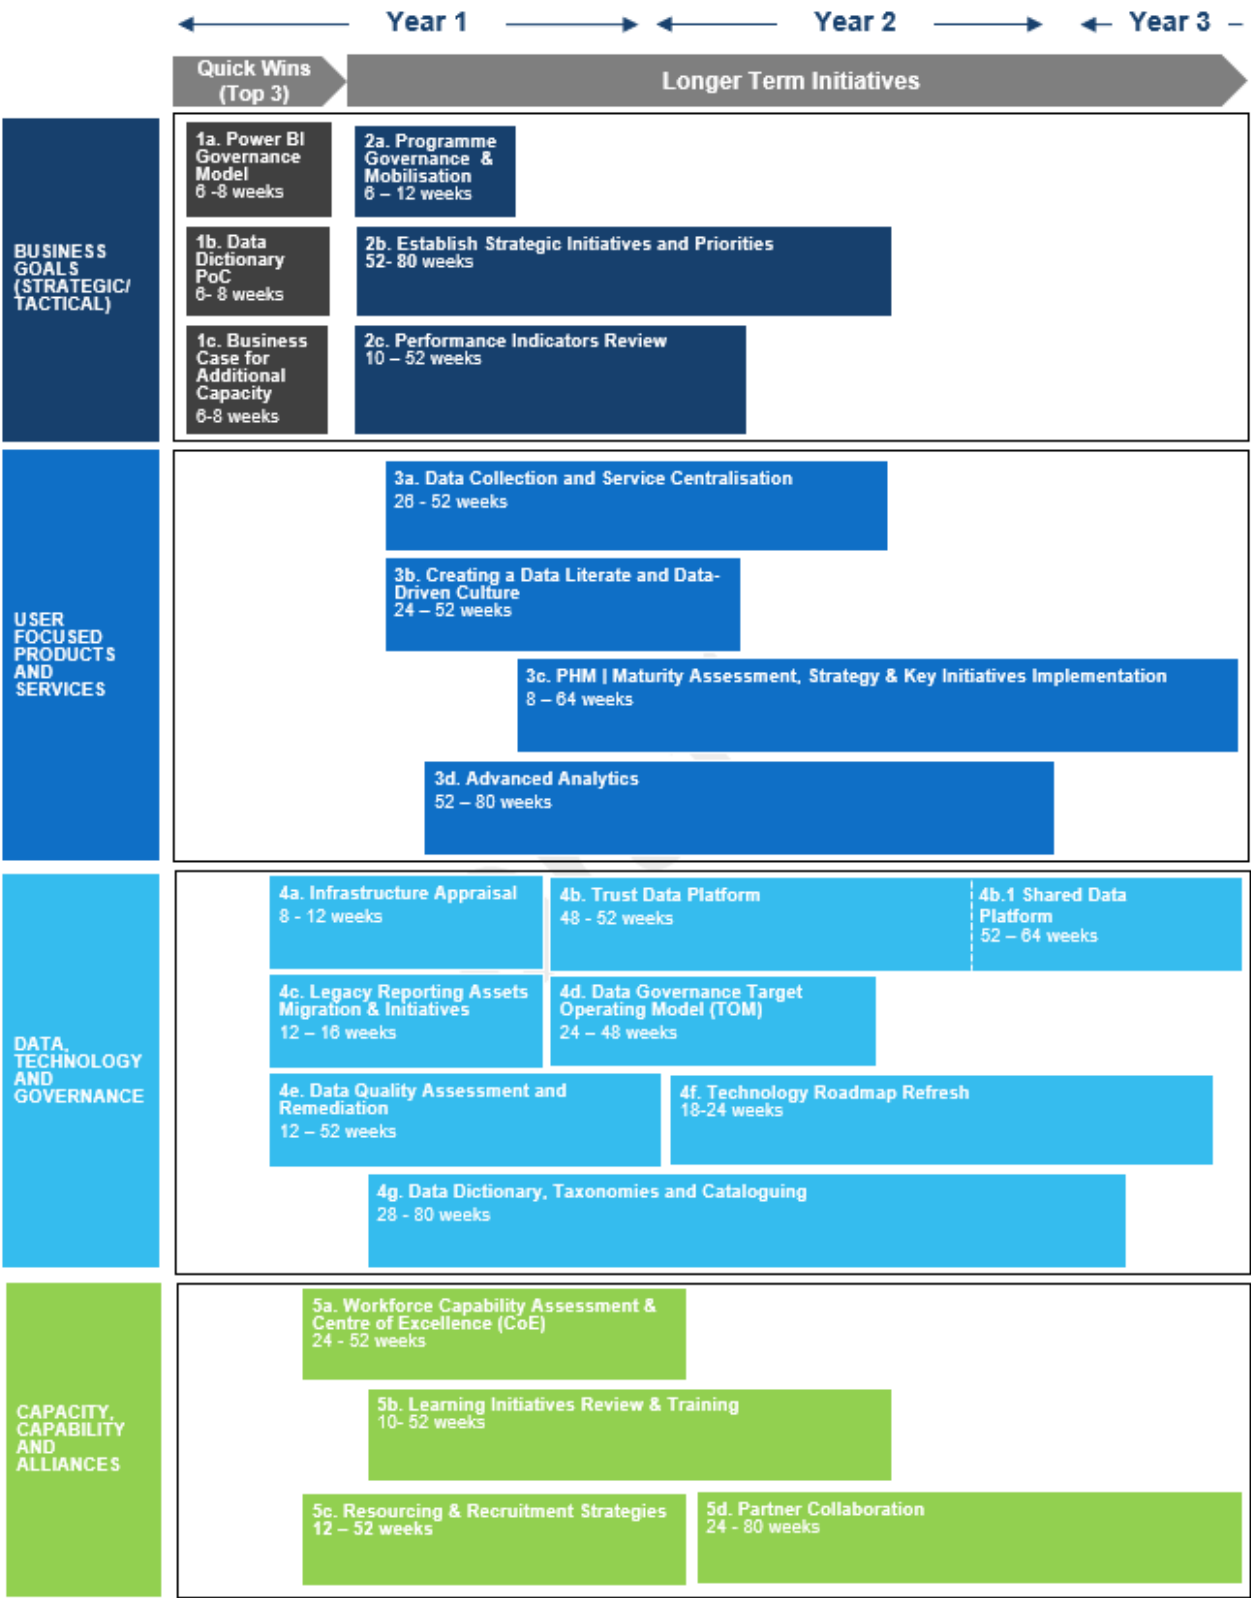 Year 1
Year 2
Year 3
Quick Wins
(Top 3)
Longer Term Initiatives
BUSINESS
GOALS
(STRATEGIC/
TACTICAL)
1a. Power BI
Governance
Model
6 -8 weeks
2a. Programme
Governance &
Mobilisation
6 – 12 weeks
1b. Data
Dictionary
PoC
6- 8 weeks
2b. Establish Strategic Initiatives and Priorities
52- 80 weeks
1c. Business
Case for
Additional
Capacity
6-8 weeks
2c. Performance Indicators Review
10 – 52 weeks
USER
FOCUSED
PRODUCTS
AND
SERVICES
3a. Data Collection and Service Centralisation
26 - 52 weeks
3b. Creating a Data Literate and Data-
Driven Culture
24 – 52 weeks
3c. PHM | Maturity Assessment, Strategy & Key Initiatives Implementation
8 – 64 weeks
3d. Advanced Analytics
52 – 80 weeks
DATA,
TECHNOLOGY
AND
GOVERNANCE
4a. Infrastructure Appraisal
8 - 12 weeks
4b. Trust Data Platform
48 - 52 weeks
4b.1 Shared Data
Platform
52 – 64 weeks
4c. Legacy Reporting Assets
Migration & Initiatives
12 – 16 weeks
4d. Data Governance Target
Operating Model (TOM)
24 – 48 weeks
4e. Data Quality Assessment and
Remediation
12 – 52 weeks
4f. Technology Roadmap Refresh
18-24 weeks
4g. Data Dictionary, Taxonomies and Cataloguing
28 - 80 weeks
CAPACITY,
CAPABILITY
AND
ALLIANCES
5a. Workforce Capability Assessment &
Centre of Excellence (CoE)
24 - 52 weeks
5b. Learning Initiatives Review & Training
10- 52 weeks
5c. Resourcing & Recruitment Strategies
12 – 52 weeks
5d. Partner Collaboration
24 - 80 weeks